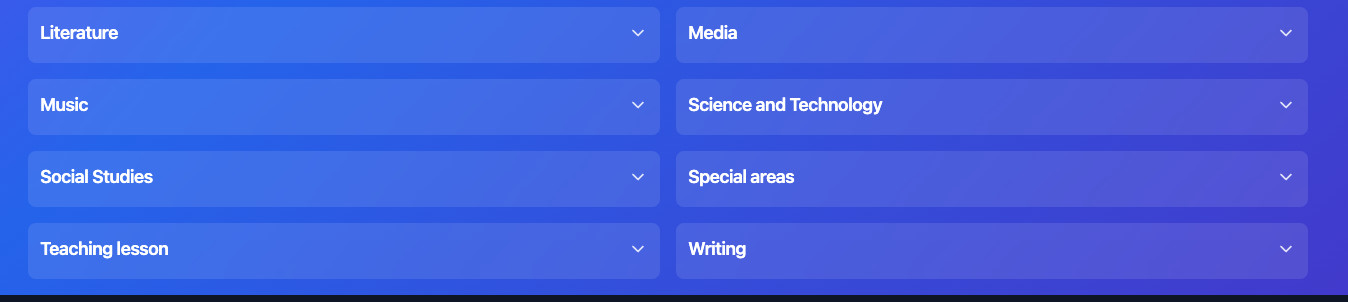 Literature
Media
Music
Science and Technology
Social Studies
Special areas
Teaching lesson
Writing